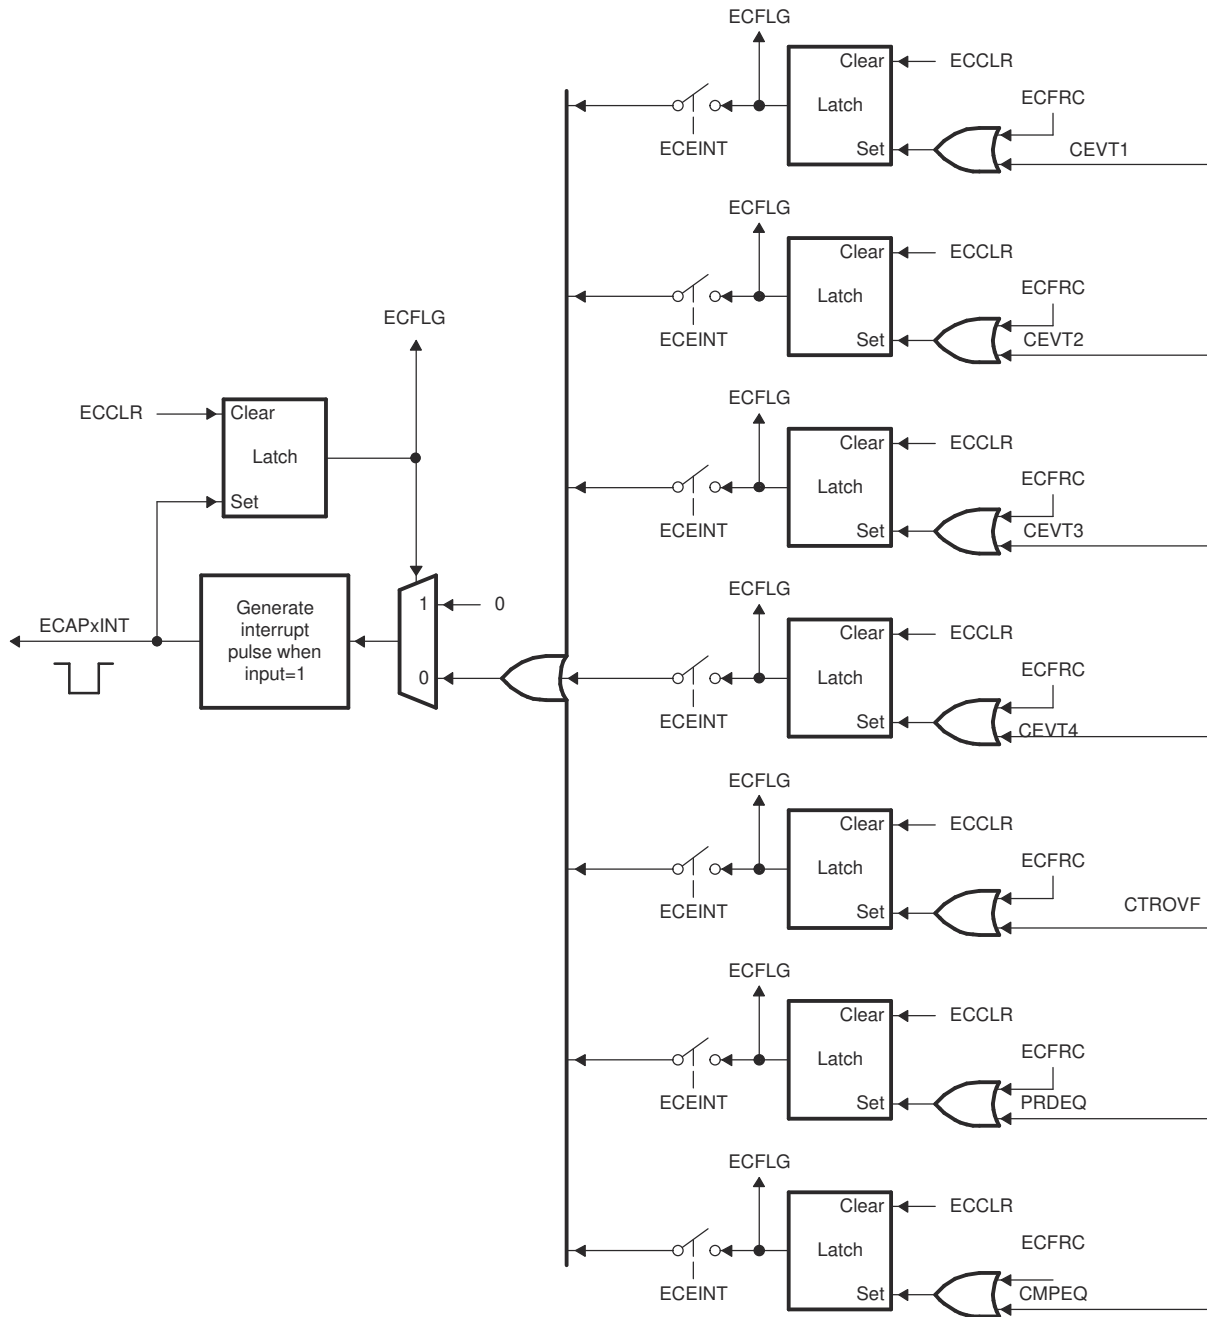 ECFLG
Clear
ECCLR
ECFRC
Latch
CEVT1
Set
ECEINT
ECFLG
Clear
ECCLR
ECFRC
Latch
CEVT2
Set
ECEINT
ECFLG
Clear
ECCLR
ECFRC
Latch
CEVT3
Set
ECEINT
ECFLG
ECCLR
Clear
Latch
Set
ECAPxINT
Generate
interrupt
pulse when
input=1
1
0
0
ECFLG
Clear
ECCLR
ECFRC
Latch
CEVT4
Set
ECEINT
ECFLG
Clear
ECCLR
ECFRC
Latch
CTROVF
Set
ECEINT
ECFLG
Clear
ECCLR
ECFRC
Latch
PRDEQ
Set
ECEINT
ECFLG
Clear
ECCLR
ECFRC
Latch
CMPEQ
Set
ECEINT